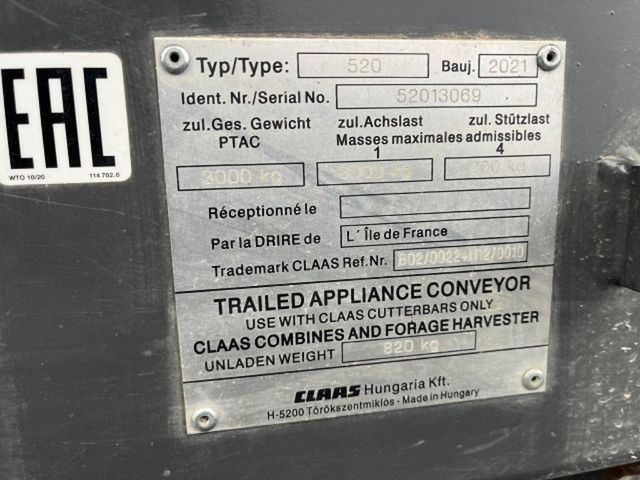 EAC
WTO 10/20 114 702.0
Typ/Type: 520 Bauj. 2021
Ident. Nr./Serial No. 52013069
zul.Ges. Gewicht zul.Achslast zul. Stützlast
PTAC Masses maximales admissibles
1 4
3000 kg 3000 kg 200 kg
Réceptionné le
Par la DRIRE de L´Île de France
Trademark CLAAS Ref.Nr.
TRAILED APPLIANCE CONVEYOR
USE WITH CLAAS CUTTERBARS ONLY
CLAAS COMBINES AND FORAGE HARVESTER
UNLADEN WEIGHT 820 kg
CLAAS Hungaria Kft.
H-5200 Törökszentmiklós - Made in Hungary